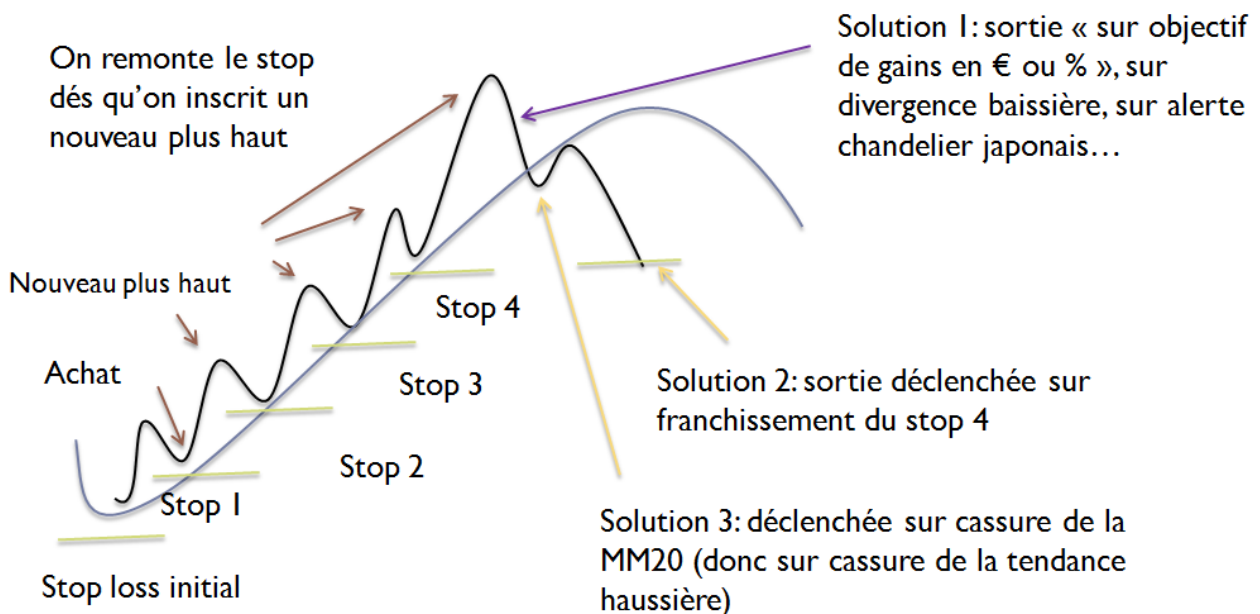 On remonte le stop
dés qu'on inscrit un
nouveau plus haut
Solution 1: sortie « sur objectif
de gains en € ou % », sur
divergence baissière, sur alerte
chandelier japonais…
Nouveau plus haut
Achat
Stop 4
Stop 3
Stop 2
Stop 1
Stop loss initial
Solution 2: sortie déclenchée sur
franchissement du stop 4
Solution 3: déclenchée sur cassure de la
MM20 (donc sur cassure de la tendance
haussière)